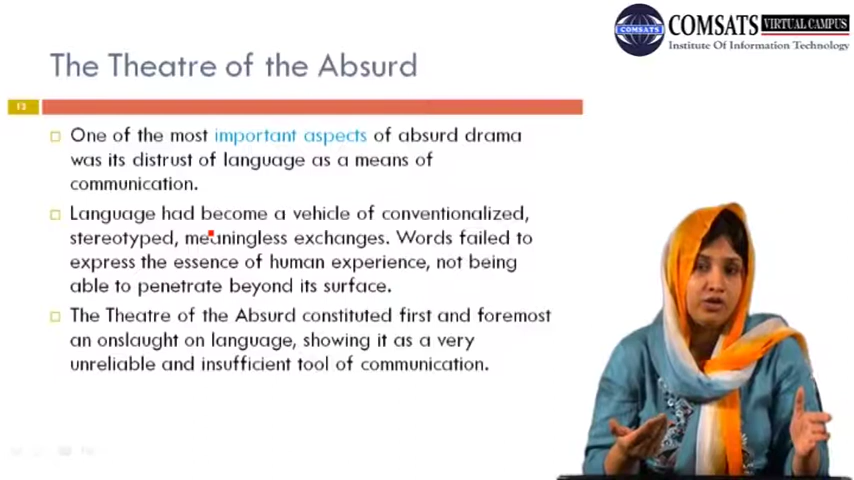 COMSATS VIRTUAL CAMPUS
Institute Of Information Technology
COMSATS
The Theatre of the Absurd
13
One of the most important aspects of absurd drama
was its distrust of language as a means of
communication.
Language had become a vehicle of conventionalized,
stereotyped, meaningless exchanges. Words failed to
express the essence of human experience, not being
able to penetrate beyond its surface.
The Theatre of the Absurd constituted first and foremost
an onslaught on language, showing it as a very
unreliable and insufficient tool of communication.